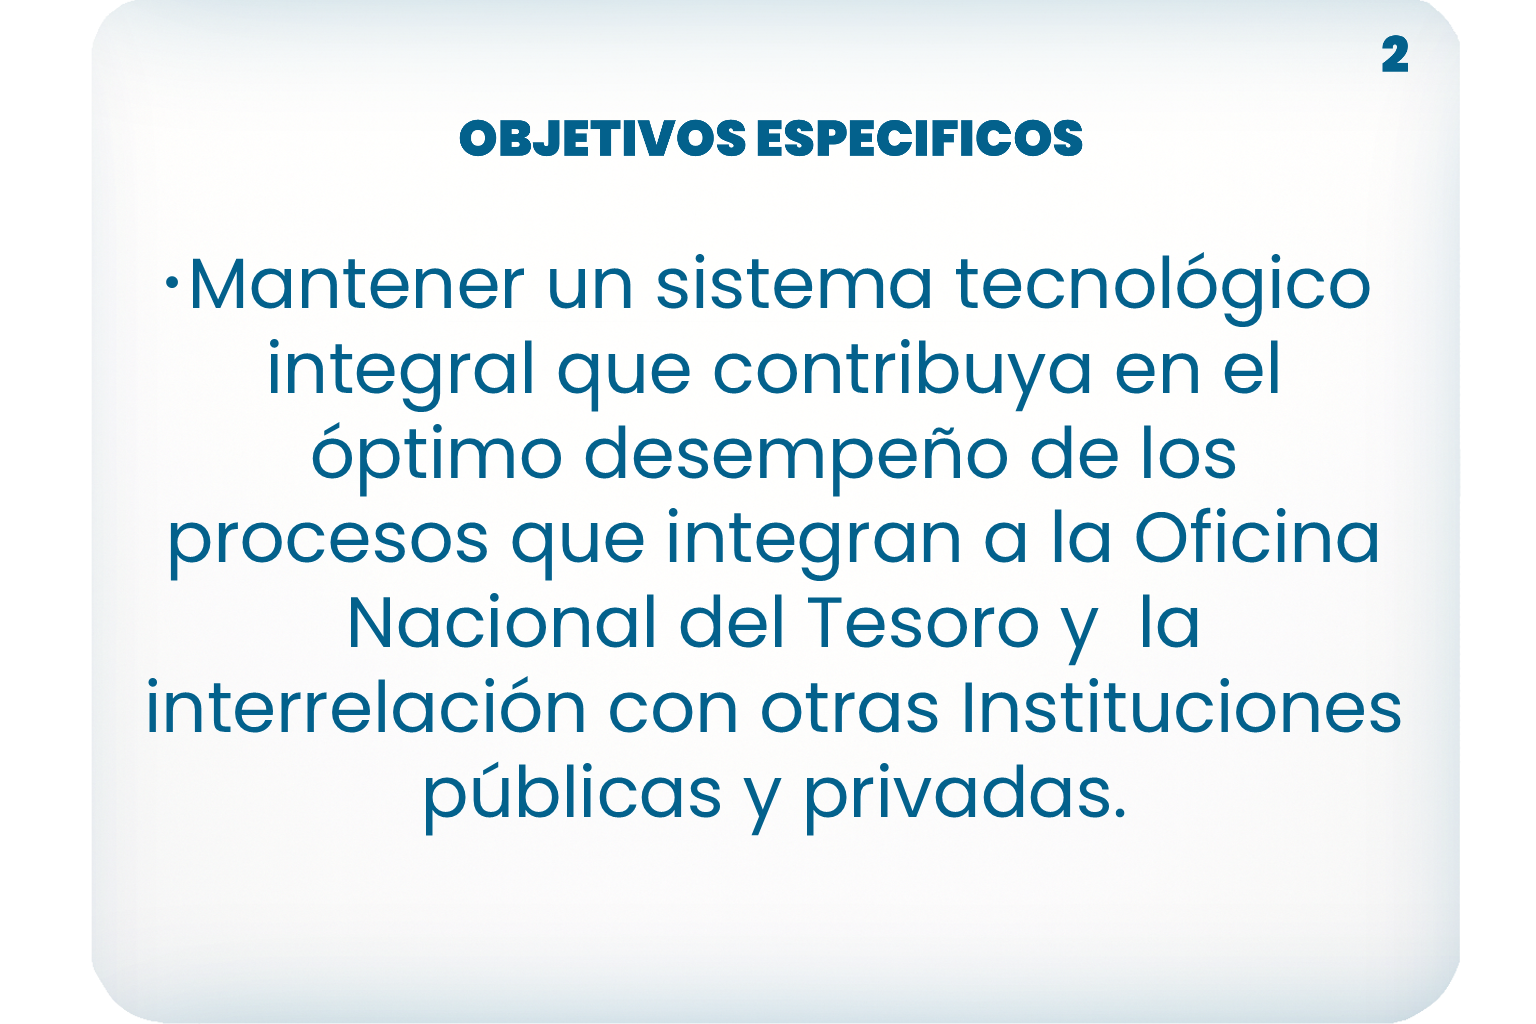 2
OBJETIVOS ESPECIFICOS
•Mantener un sistema tecnológico
integral que contribuya en el
óptimo desempeño de los
procesos que integran a la Oficina
Nacional del Tesoro y  la
interrelación con otras Instituciones
públicas y privadas.